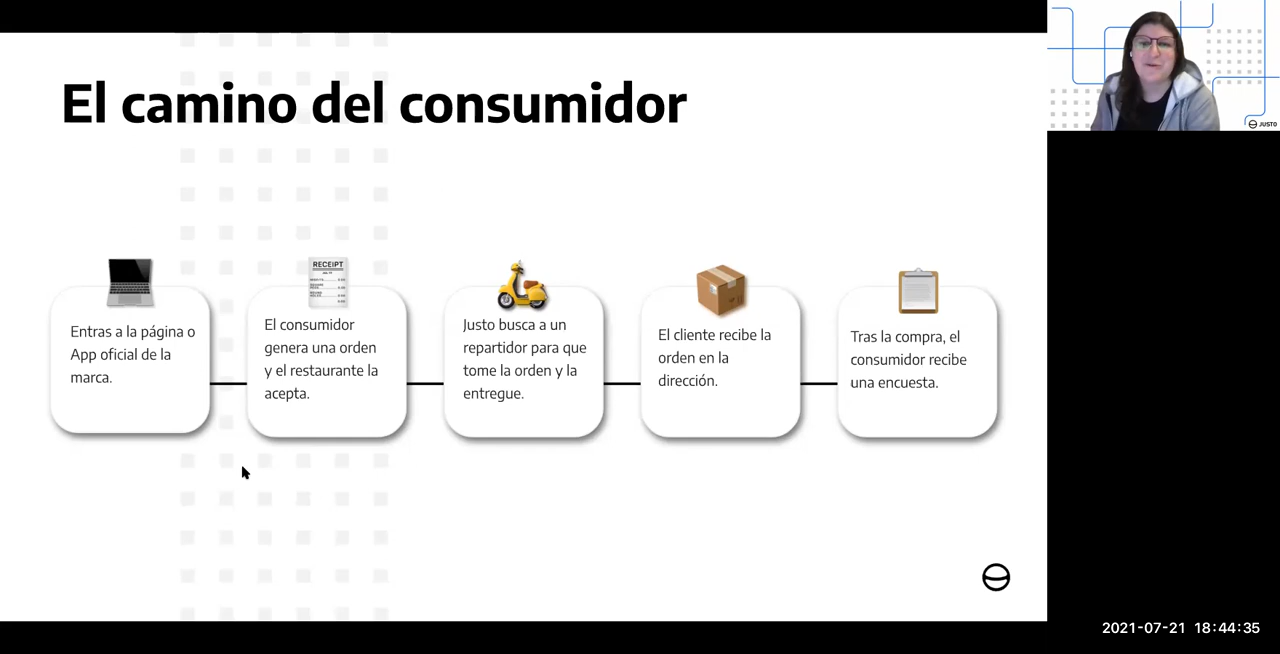 El camino del consumidor
JUSTO
RECEIPT
Entras a la página o
App oficial de la
marca.
El consumidor
genera una orden
y el restaurante la
acepta.
Justo busca a un
repartidor para que
tome la orden y la
entregue.
El cliente recibe la
orden en la
dirección.
Tras la compra, el
consumidor recibe
una encuesta.
2021-07-21 18:44:35